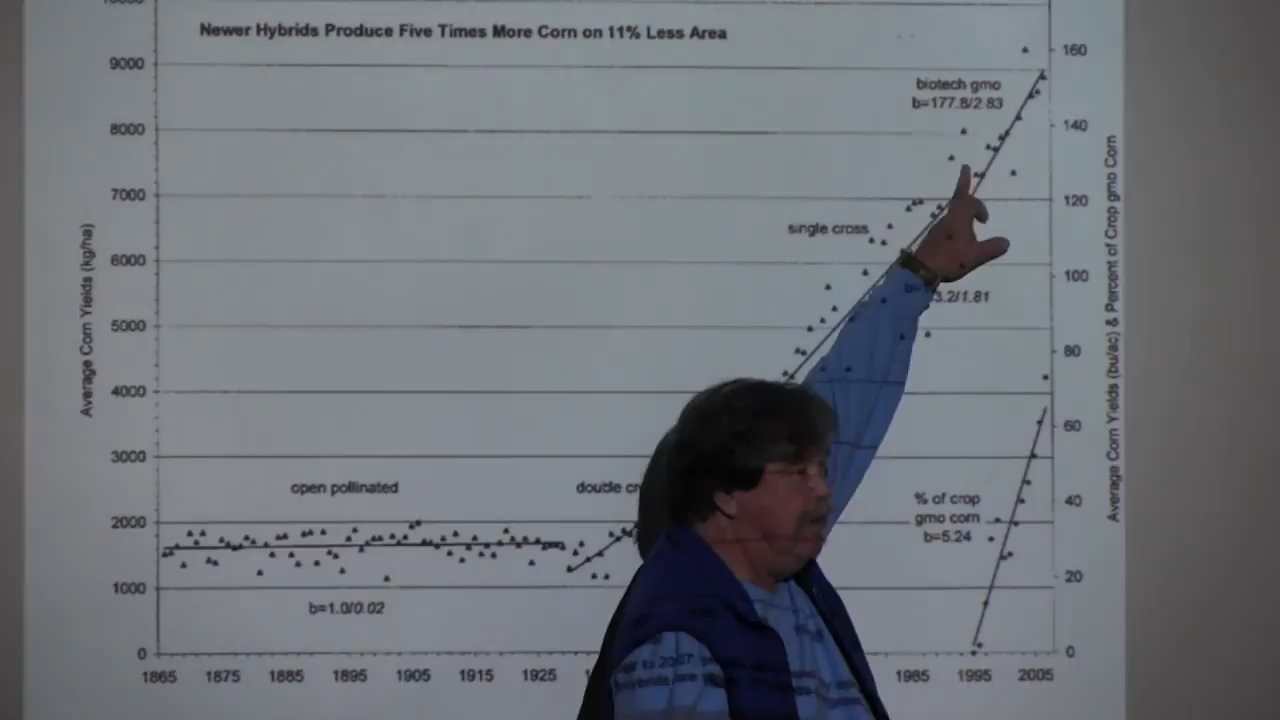 Newer Hybrids Produce Five Times More Corn on 11% Less Area
9000
8000
7000
6000
5000
4000
3000
2000
1000
0
Average Corn Yields (kg/ha)
160
140
120
100
80
60
40
20
0
Average Corn Yields (bu/ac) & Percent of Crop gmo Corn
biotech gmo
b=177.8/2.83
single cross
3.2/1.81
open pollinated
double cr
b=1.0/0.02
% of crop
gmo corn
b=5.24
1865 1875 1885 1895 1905 1915 1925 1985 1995 2005